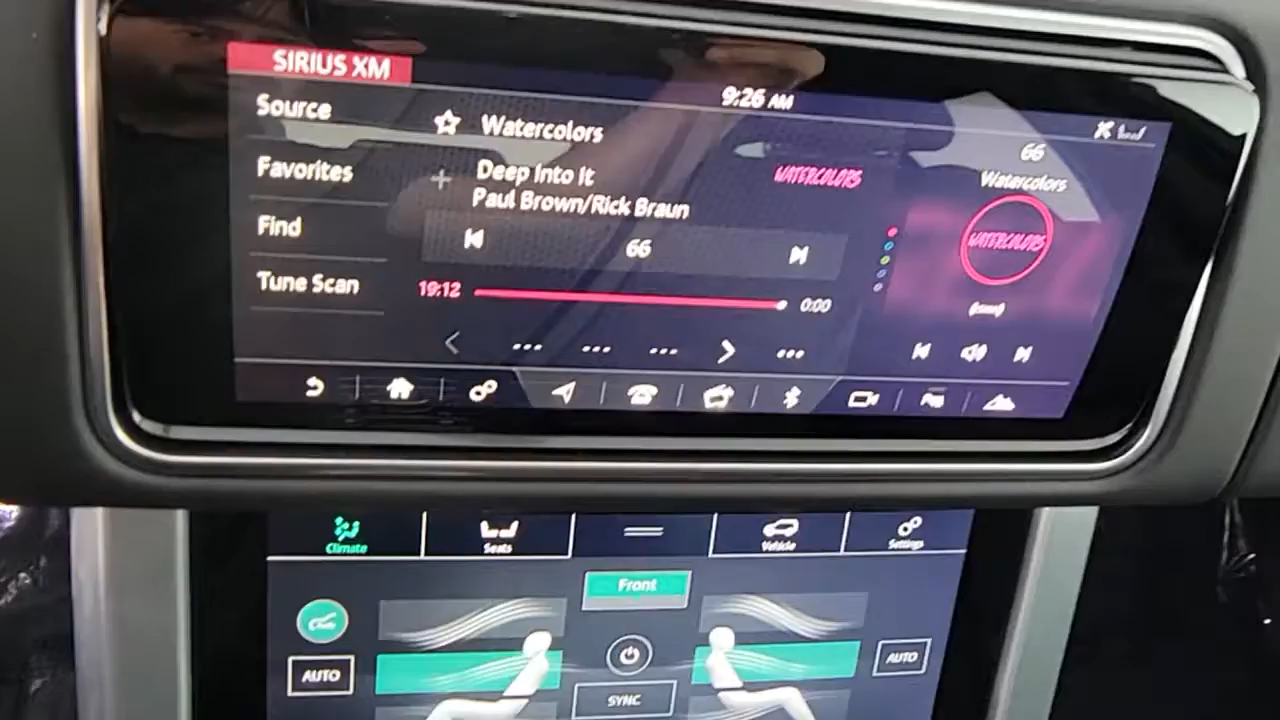 SIRIUS XM
9:26 AM
Source
Watercolors
66
Favorites
Deep Into It
WATERCOLORS
Watercolors
Paul Brown/Rick Braun
WATERCOLORS
Find
66
Tune Scan
19:12
0:00
Climate
Seats
Vehicle
Settings
Front
AUTO
AUTO
SYNC